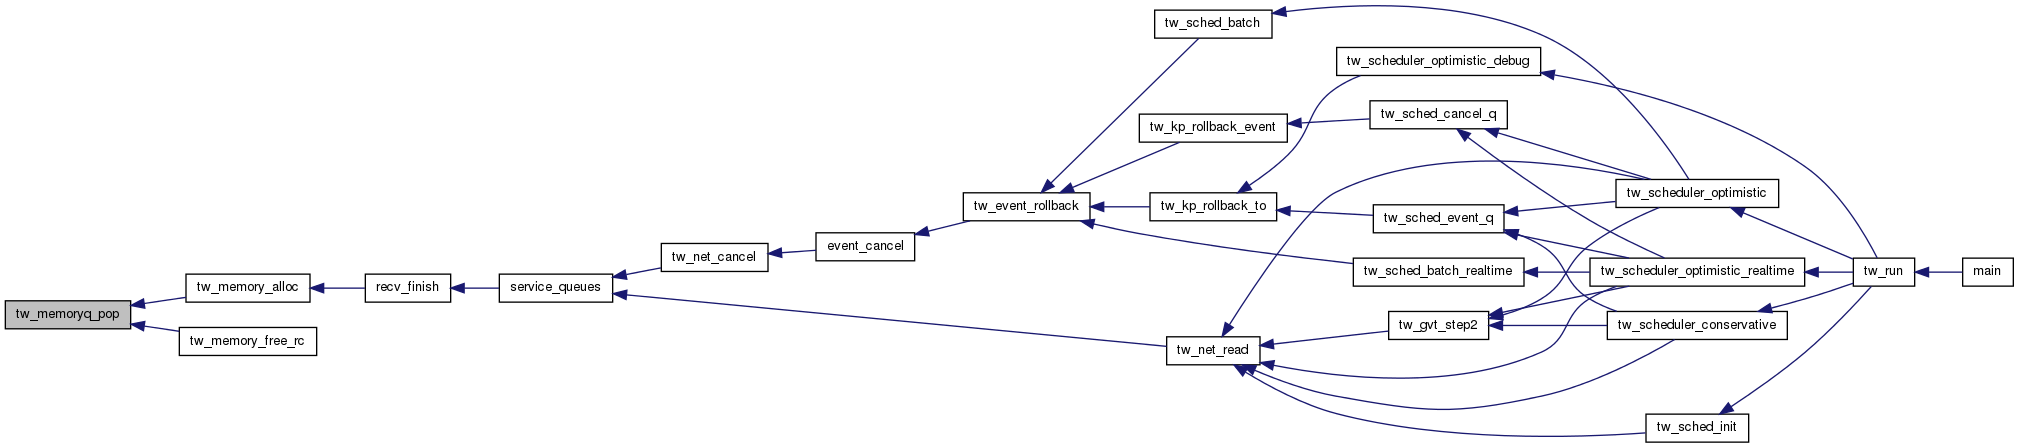 tw_memoryq_pop
tw_memory_alloc
tw_memory_free_rc
recv_finish
service_queues
tw_net_cancel
event_cancel
tw_event_rollback
tw_sched_batch
tw_kp_rollback_event
tw_kp_rollback_to
tw_net_read
tw_scheduler_optimistic_debug
tw_sched_cancel_q
tw_sched_event_q
tw_sched_batch_realtime
tw_gvt_step2
tw_scheduler_optimistic
tw_scheduler_optimistic_realtime
tw_scheduler_conservative
tw_sched_init
tw_run
main